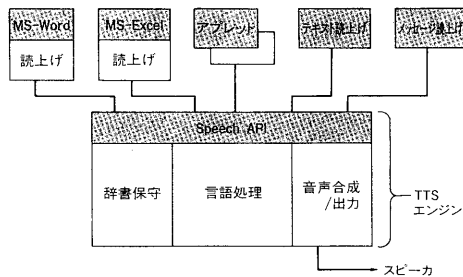 MS-Word
読上げ
MS-Excel
読上げ
アプレット
テキスト読上げ
メッセージ読上げ
Speech API
辞書保守
言語処理
音声合成
/出力
TTS
エンジン
スピーカ